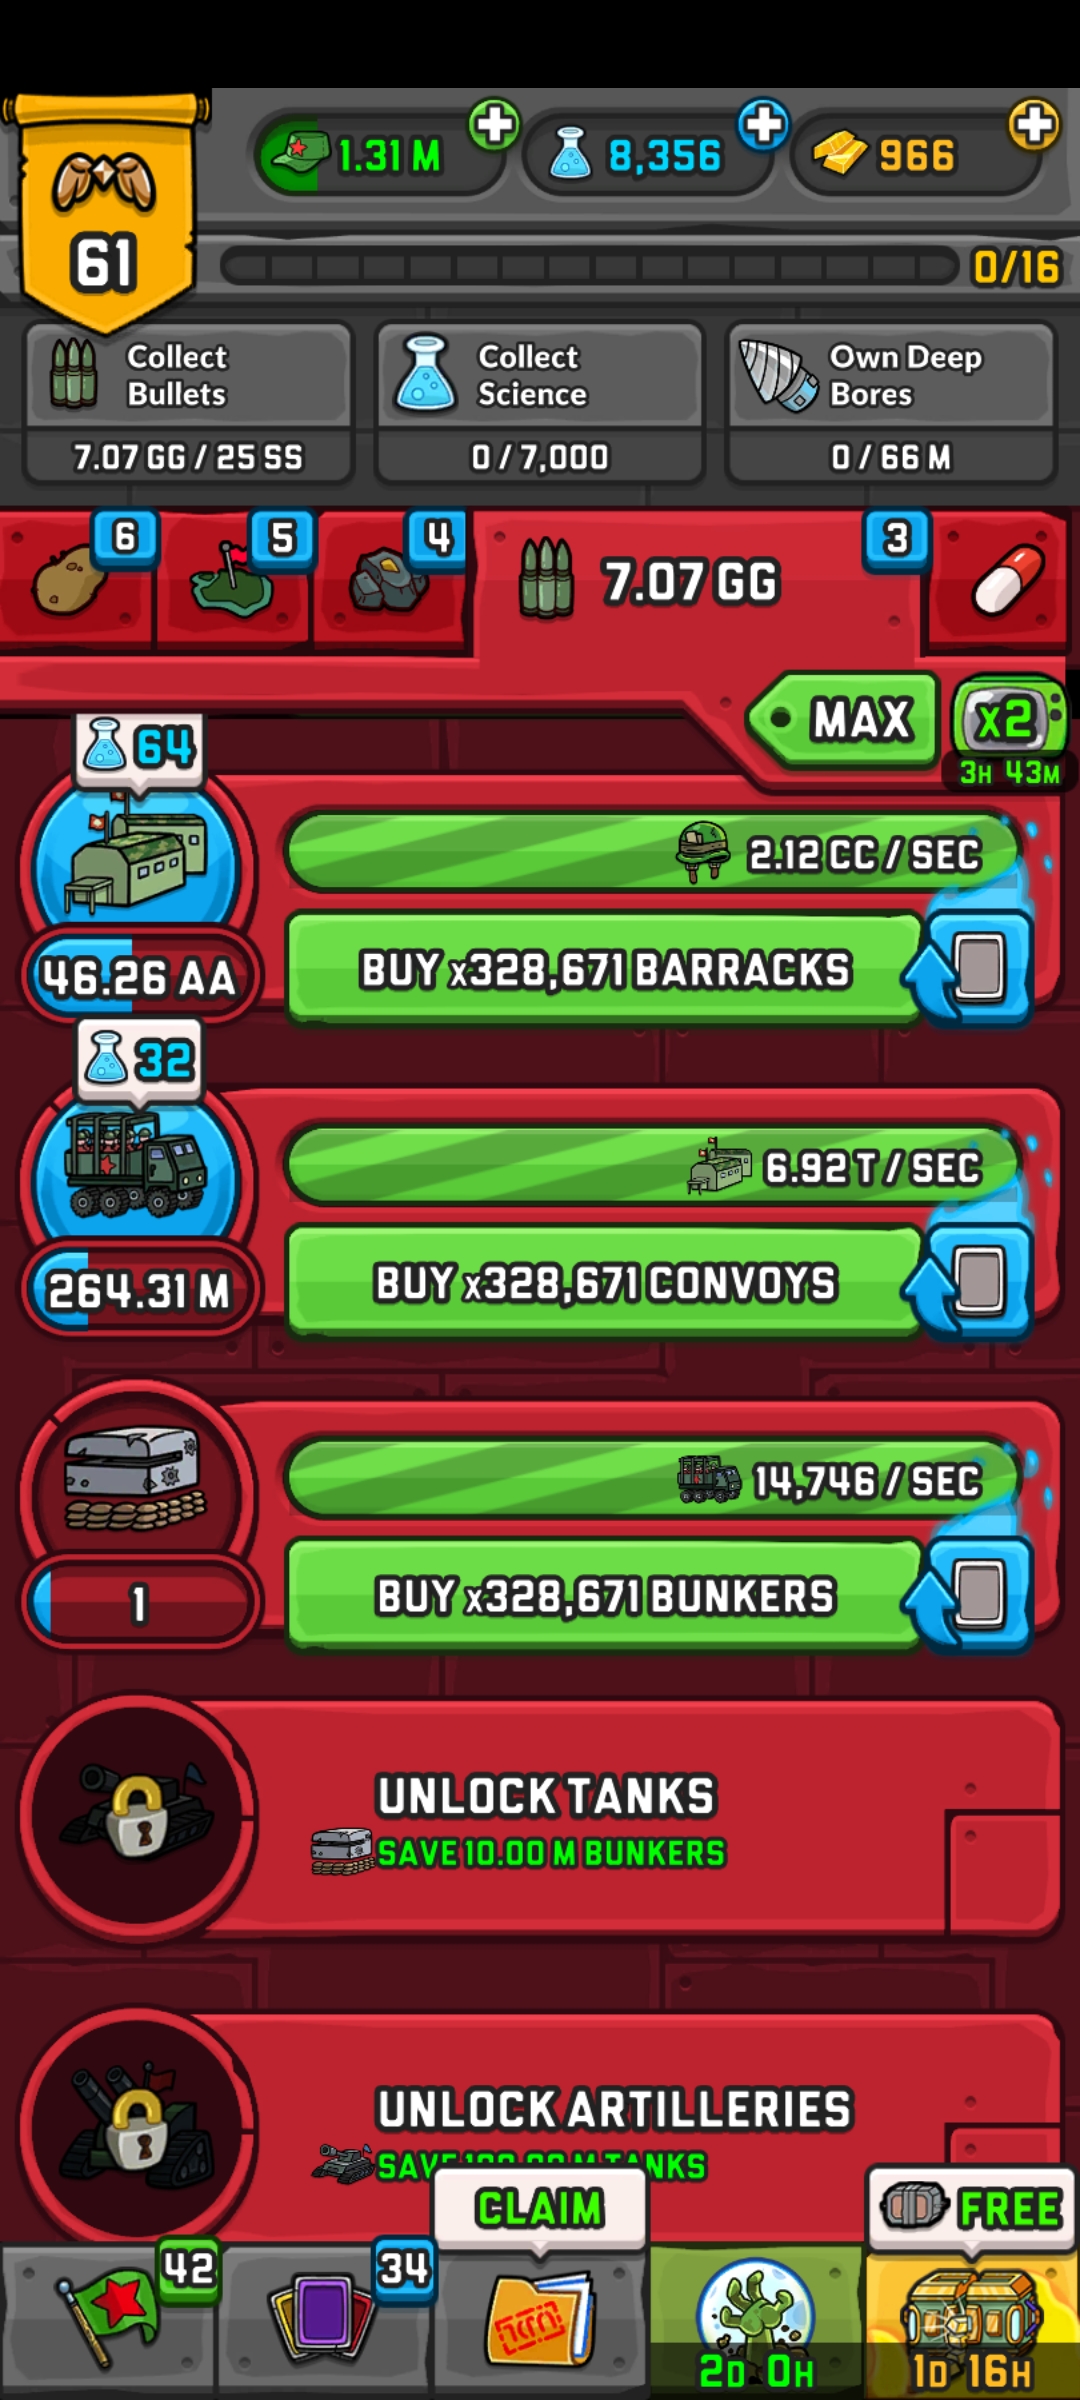 1.31 M
8,356
966
61
0/16
Collect Bullets
7.07 GG / 25 SS
Collect Science
0 / 7,000
Own Deep Bores
0 / 66 M
6
5
4
7.07 GG
3
MAX
x2
3H 43M
64
2.12 CC / SEC
46.26 AA
BUY x328,671 BARRACKS
32
6.92 T / SEC
264.31 M
BUY x328,671 CONVOYS
14,746 / SEC
1
BUY x328,671 BUNKERS
UNLOCK TANKS
SAVE 10.00 M BUNKERS
UNLOCK ARTILLERIES
SAVE 100.00 M TANKS
CLAIM
FREE
42
34
2D 0H
1D 16H